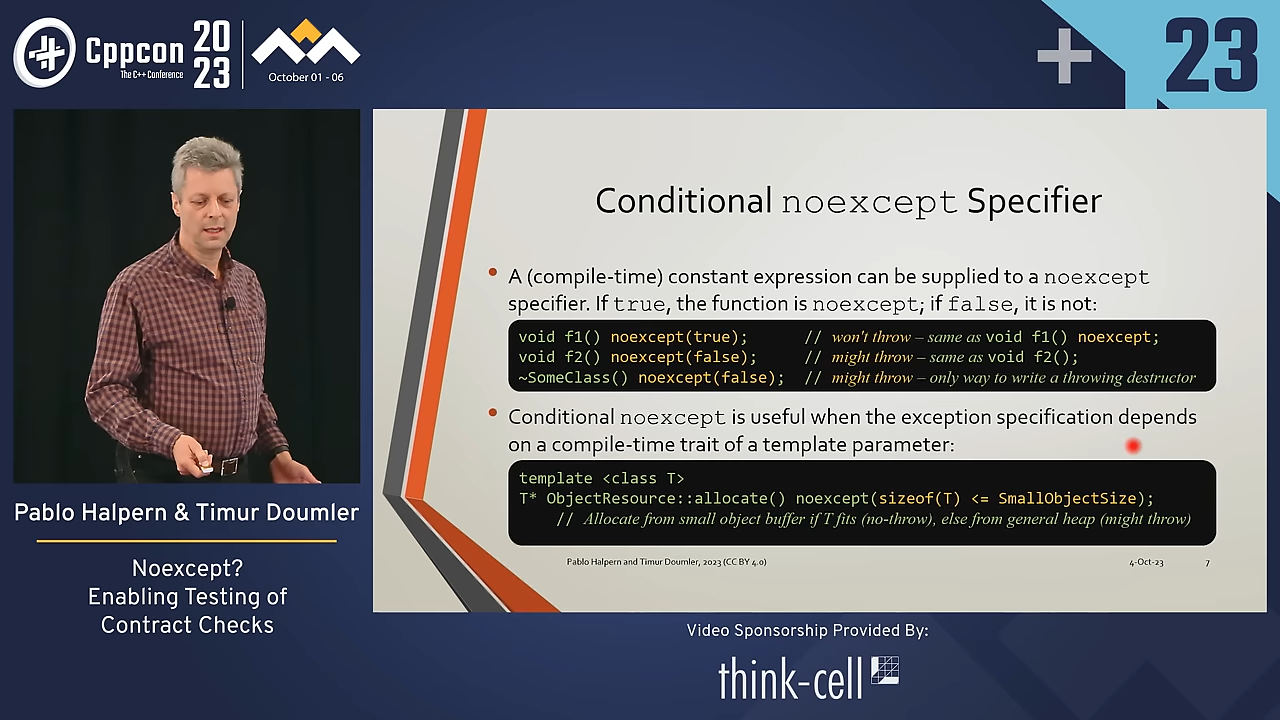 Cppcon
The C++ Conference
20
23
October 01 - 06
23
Conditional noexcept Specifier
• A (compile-time) constant expression can be supplied to a noexcept
specifier. If true, the function is noexcept; if false, it is not:
void f1() noexcept(true); // won't throw – same as void f1() noexcept;
void f2() noexcept(false); // might throw – same as void f2();
~SomeClass() noexcept(false); // might throw – only way to write a throwing destructor
• Conditional noexcept is useful when the exception specification depends
on a compile-time trait of a template parameter:
template <class T>
T* ObjectResource::allocate() noexcept(sizeof(T) <= SmallObjectSize);
// Allocate from small object buffer if T fits (no-throw), else from general heap (might throw)
Pablo Halpern and Timur Doumler, 2023 (CC BY 4.0)
4-Oct-23
7
Pablo Halpern & Timur Doumler
Noexcept?
Enabling Testing of
Contract Checks
Video Sponsorship Provided By:
think-cell